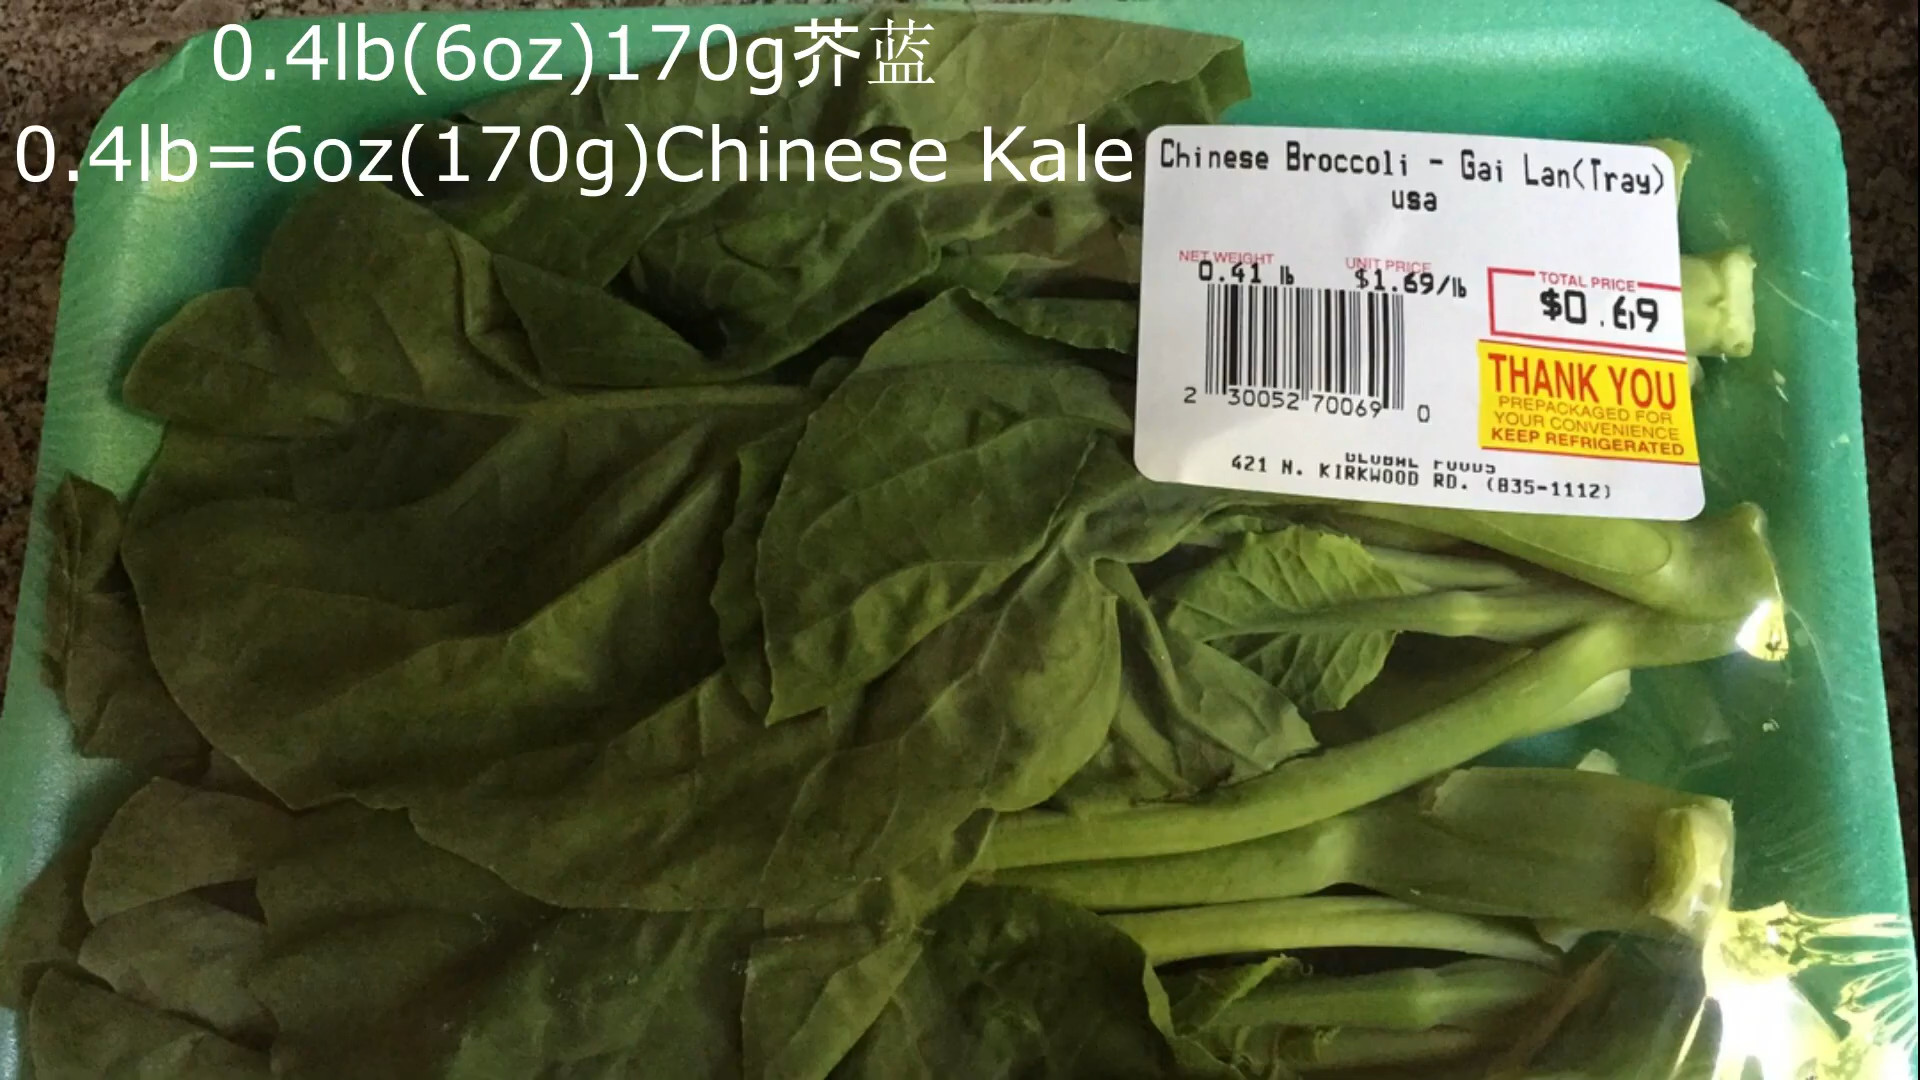 0.4lb(6oz)170g芥蓝
0.4lb=6oz(170g)Chinese Kale
Chinese Broccoli - Gai Lan(Tray)
usa
NET WEIGHT UNIT PRICE TOTAL PRICE
0.41 lb $1.69/lb $0.69
2 30052 70069 0
THANK YOU
PREPACKAGED FOR
YOUR CONVENIENCE
KEEP REFRIGERATED
GLOBAL FOODS
421 N. KIRKWOOD RD. (835-1112)